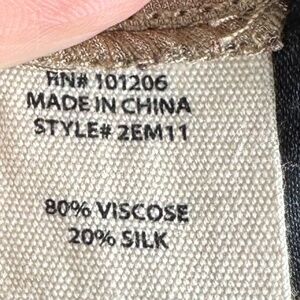 RN# 101206
MADE IN CHINA
STYLE# 2EM11
80% VISCOSE
20% SILK